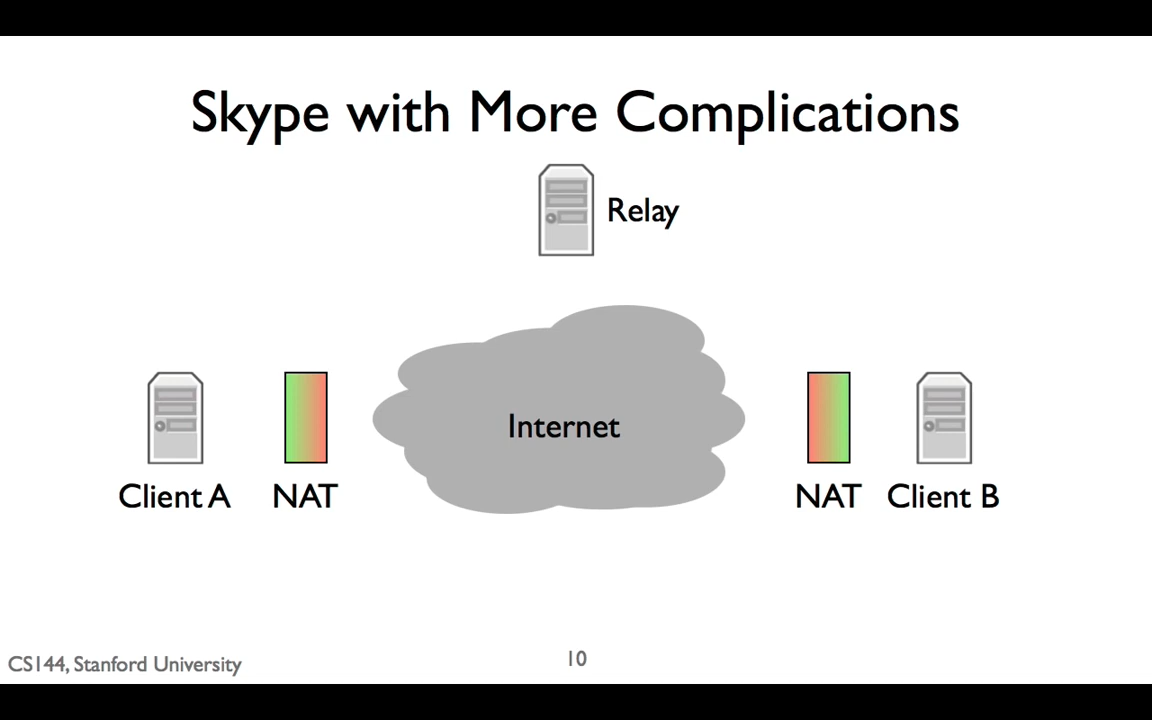 Skype with More Complications
Relay
Internet
Client A
NAT
NAT
Client B
CS144, Stanford University
10